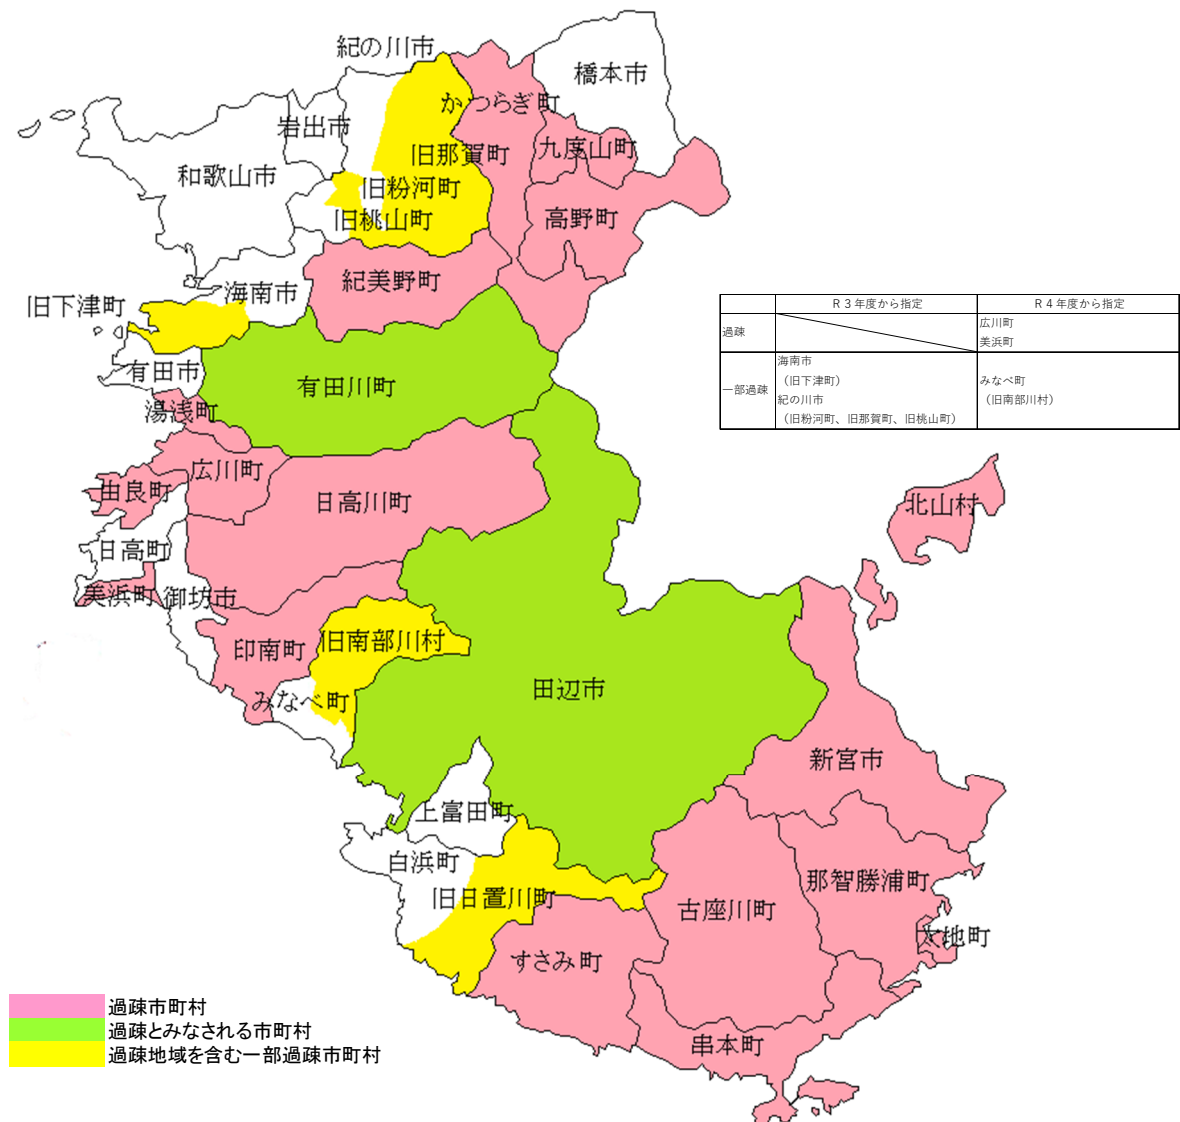 紀の川市
橋本市
かつらぎ町
岩出市
九度山町
旧那賀町
和歌山市
旧粉河町
旧桃山町
高野町
紀美野町
海南市
旧下津町
有田市
有田川町
湯浅町
広川町
由良町
日高川町
北山村
日高町
美浜町
御坊市
印南町
旧南部川村
みなべ町
田辺市
新宮市
上富田町
白浜町
旧日置川町
那智勝浦町
古座川町
太地町
すさみ町
串本町
R３年度から指定
R４年度から指定
過疎
広川町
美浜町
一部過疎
海南市
（旧下津町）
紀の川市
（旧粉河町、旧那賀町、旧桃山町）
みなべ町
（旧南部川村）
過疎市町村
過疎とみなされる市町村
過疎地域を含む一部過疎市町村